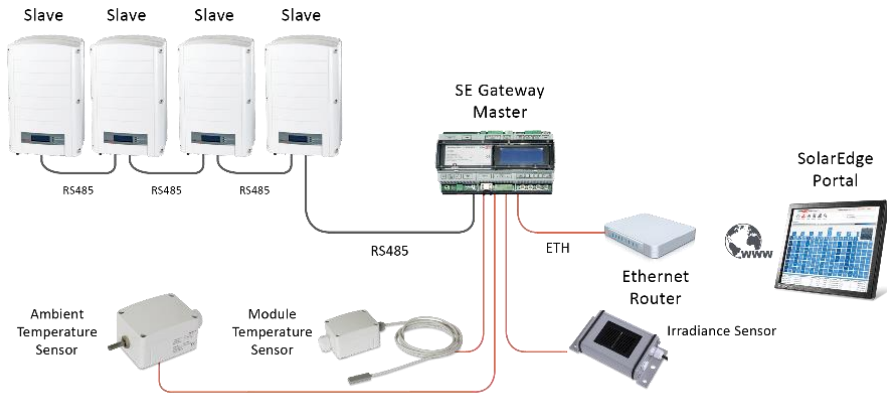 Slave
Slave
Slave
Slave
RS485
RS485
RS485
SE Gateway
Master
RS485
ETH
SolarEdge
Portal
www
Ethernet
Router
Ambient
Temperature
Sensor
Module
Temperature
Sensor
Irradiance Sensor